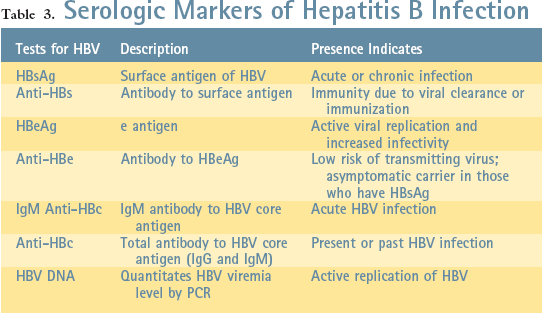 Table 3. Serologic Markers of Hepatitis B Infection
Tests for HBV Description Presence Indicates
HBsAg Surface antigen of HBV Acute or chronic infection
Anti-HBs Antibody to surface antigen Immunity due to viral clearance or
immunization
HBeAg e antigen Active viral replication and
increased infectivity
Anti-HBe Antibody to HBeAg Low risk of transmitting virus;
asymptomatic carrier in those
who have HBsAg
IgM Anti-HBc IgM antibody to HBV core Acute HBV infection
antigen
Anti-HBc Total antibody to HBV core Present or past HBV infection
antigen (IgG and IgM)
HBV DNA Quantitates HBV viremia Active replication of HBV
level by PCR